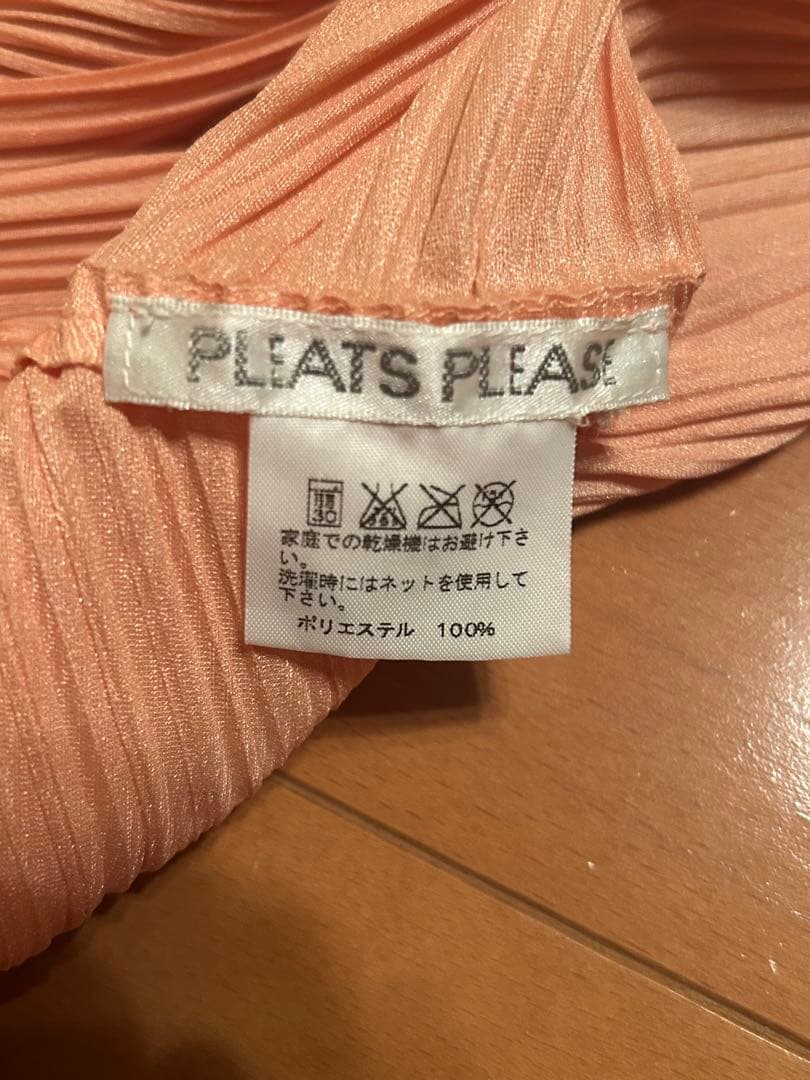 PLEATS PLEASE
30
家庭での乾燥機はお避け下さ
い。
洗濯時にはネットを使用して
下さい。
ポリエステル 100%